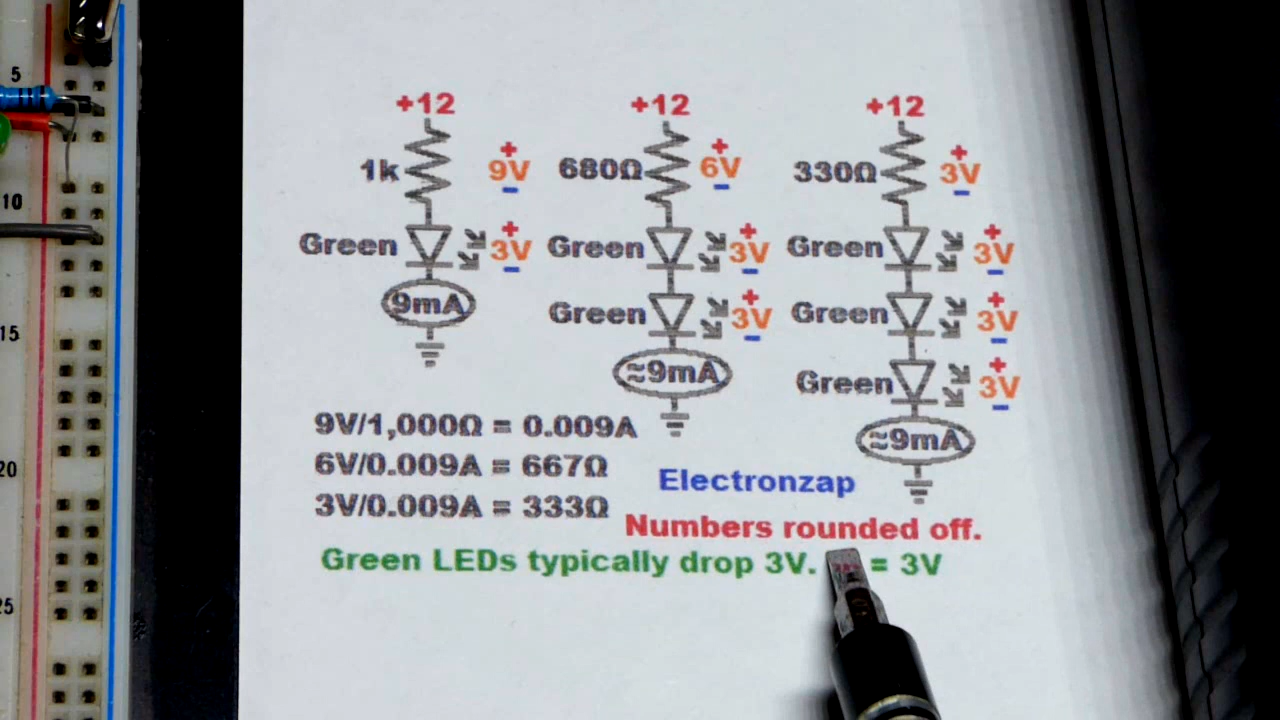 5
10
15
20
25
+12 +12 +12
1k + 9V - 680Ω + 6V - 330Ω + 3V -
Green + 3V - Green + 3V - Green + 3V -
9mA Green + 3V - Green + 3V -
≈9mA Green + 3V -
≈9mA
9V/1,000Ω = 0.009A
6V/0.009A = 667Ω
3V/0.009A = 333Ω
Electronzap
Numbers rounded off.
Green LEDs typically drop 3V. = 3V